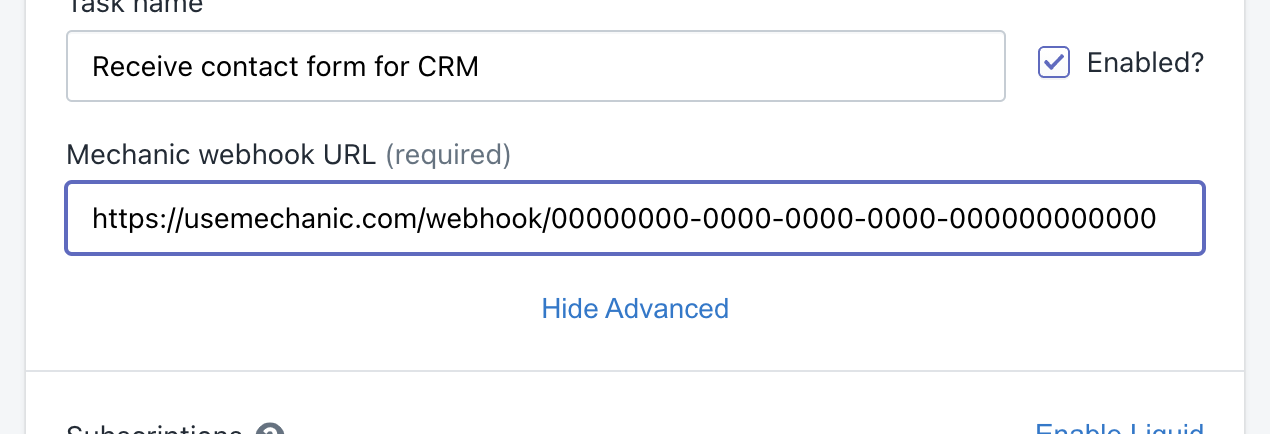 Task name
Receive contact form for CRM
Enabled?
Mechanic webhook URL (required)
https://usemechanic.com/webhook/00000000-0000-0000-0000-000000000000
Hide Advanced
Subscriptions ?
Enable Liquid